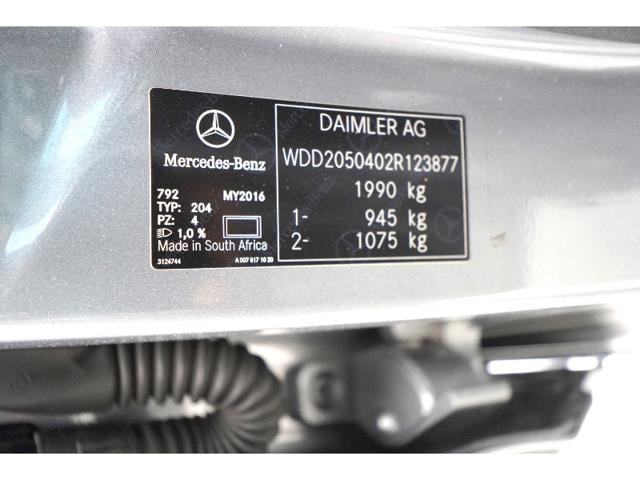 Mercedes-Benz
792 MY2016
TYP: 204
PZ: 4
1,0 %
Made in South Africa
3124744 A 007 817 10 20
DAIMLER AG
WDD2050402R123877
1990 kg
1- 945 kg
2- 1075 kg